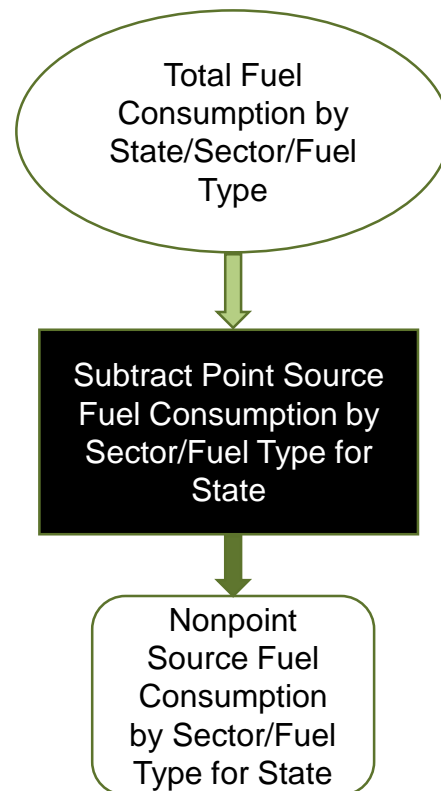 Total Fuel
Consumption by
State/Sector/Fuel
Type
Subtract Point Source
Fuel Consumption by
Sector/Fuel Type for
State
Nonpoint
Source Fuel
Consumption
by Sector/Fuel
Type for State